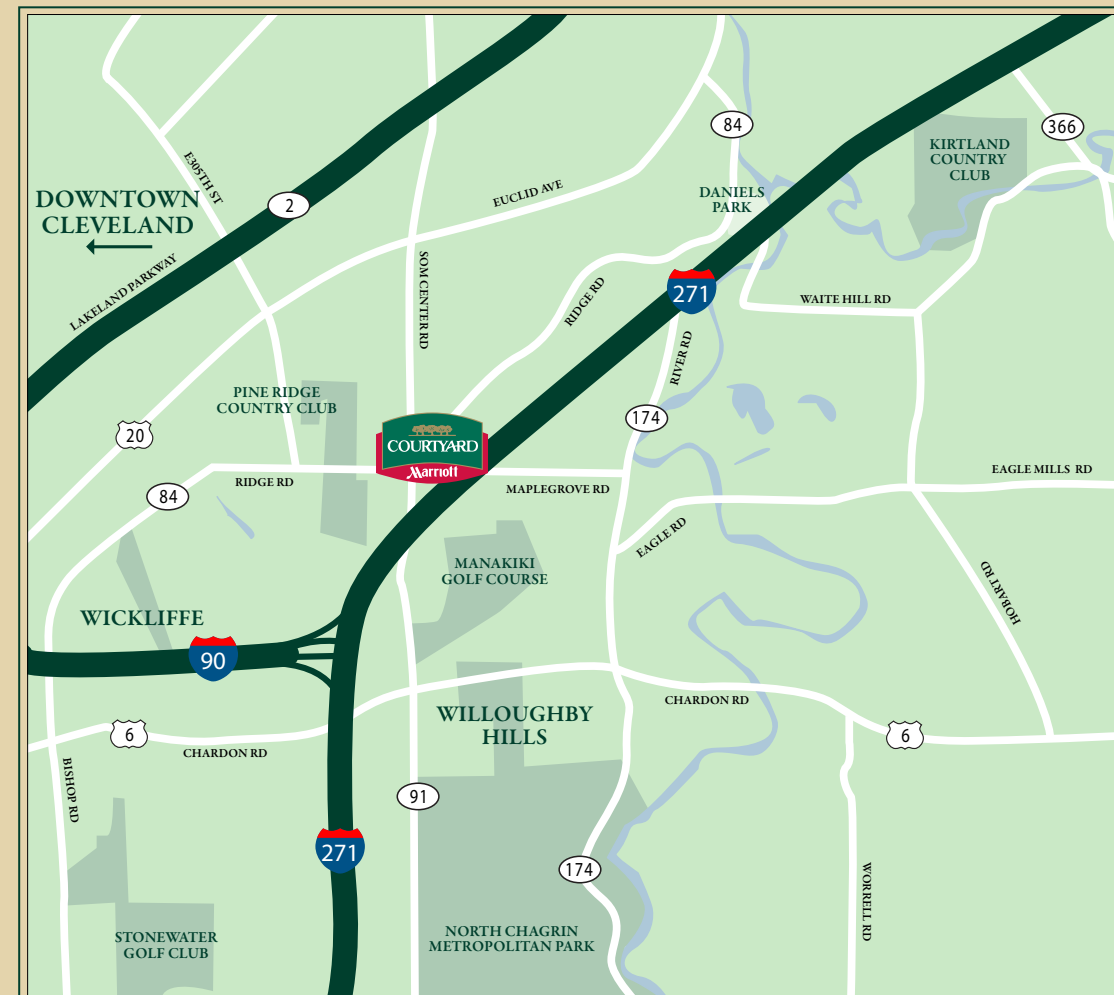 84
366
KIRTLAND
COUNTRY
CLUB
E305TH ST
DOWNTOWN
CLEVELAND
2
EUCLID AVE
DANIELS
PARK
LAKELAND PARKWAY
SOM CENTER RD
RIDGE RD
271
WAITE HILL RD
RIVER RD
PINE RIDGE
COUNTRY CLUB
20
174
COURTYARD
Marriott
84
RIDGE RD
MAPLEGROVE RD
EAGLE MILLS RD
EAGLE RD
MANAKIKI
GOLF COURSE
HOBART RD
WICKLIFFE
90
WILLOUGHBY
HILLS
CHARDON RD
6
CHARDON RD
6
BISHOP RD
91
271
174
WORRELL RD
STONEWATER
GOLF CLUB
NORTH CHAGRIN
METROPOLITAN PARK